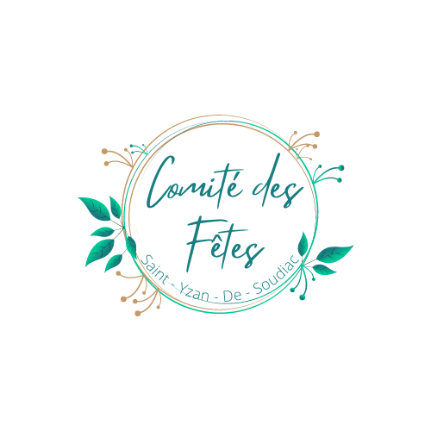 Comité des
Fêtes
Saint - Yzan - De - Soudiac